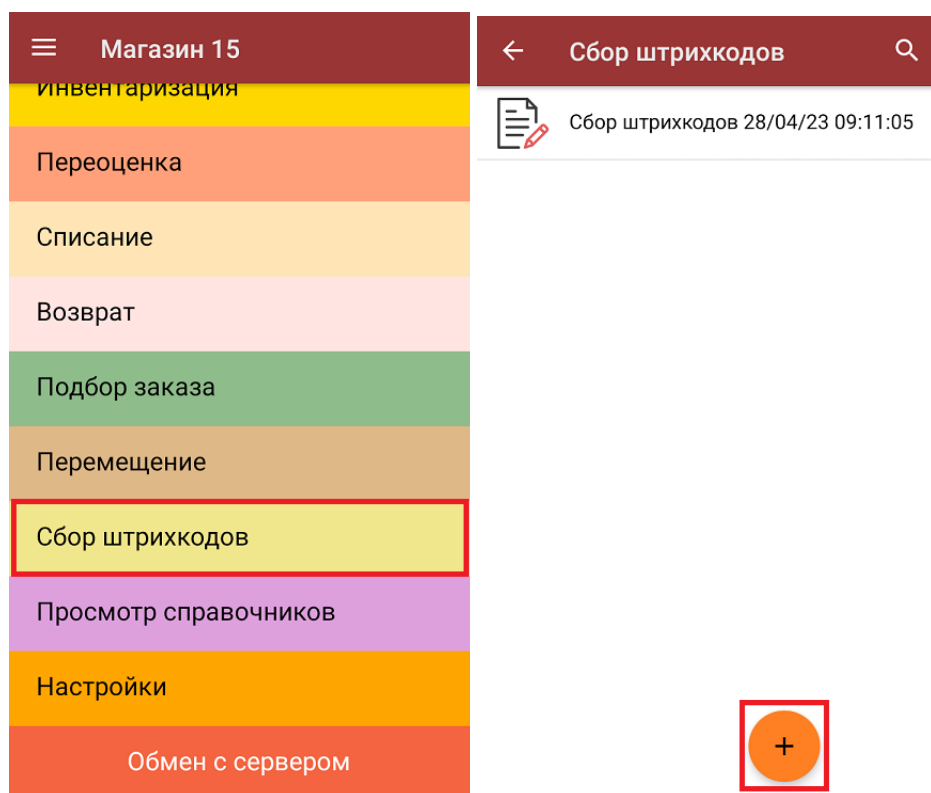 Магазин 15
Инвентаризация
Переоценка
Списание
Возврат
Подбор заказа
Перемещение
Сбор штрихкодов
Просмотр справочников
Настройки
Обмен с сервером
Сбор штрихкодов
Сбор штрихкодов 28/04/23 09:11:05
+